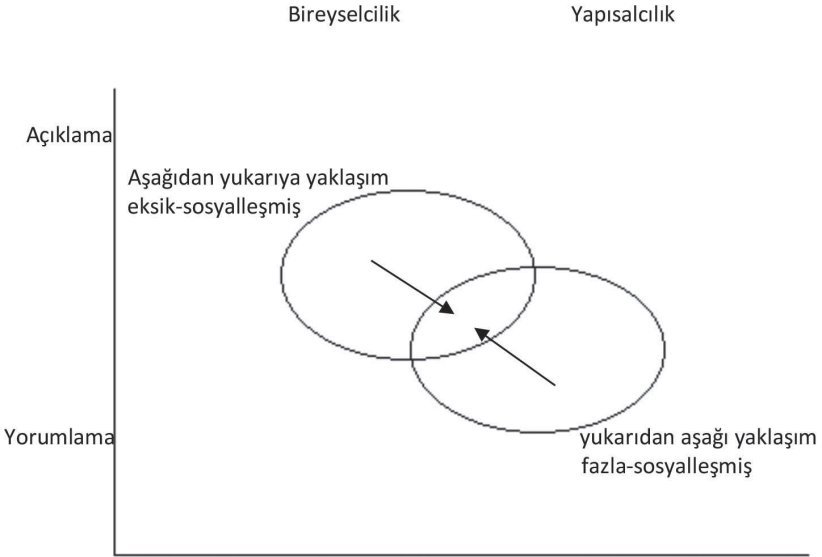 Bireyselcilik Yapısalcılık
Açıklama
Aşağıdan yukarıya yaklaşım
eksik-sosyalleşmiş
Yorumlama
yukarıdan aşağı yaklaşım
fazla-sosyalleşmiş